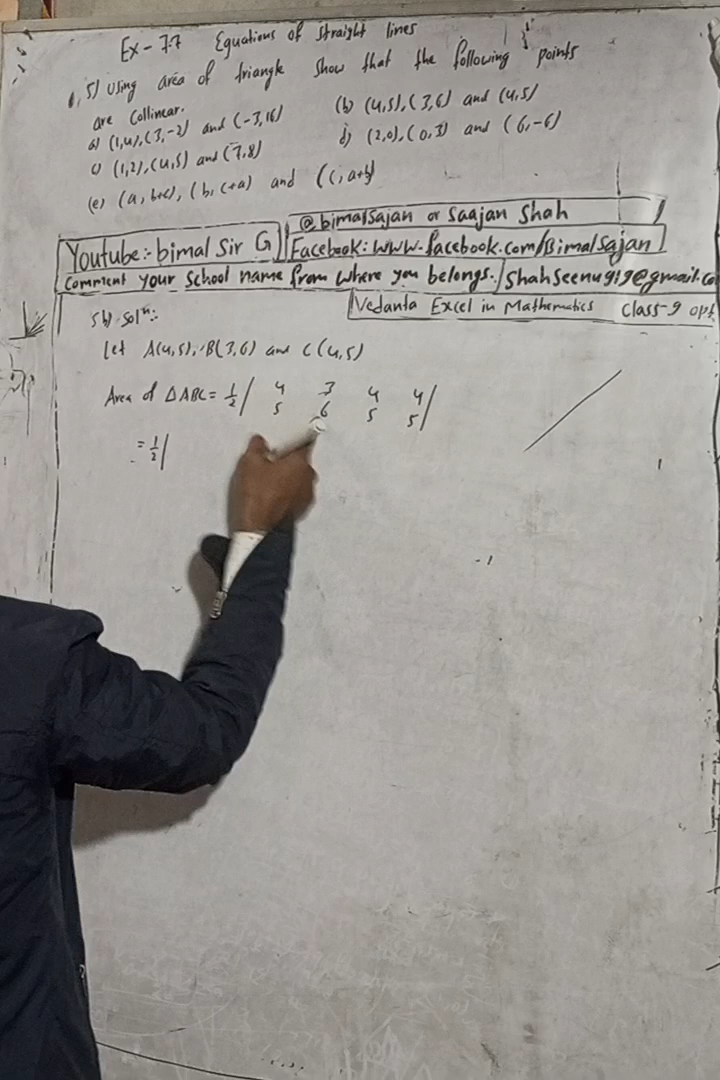 Ex - 7.7 Equations of straight lines
5) Using area of triangle show that the following points
are collinear.
a) (1,4), (3,-2) and (-3,16) (b) (4,5), (3,6) and (4,5)
c) (1,2), (4,5) and (7,8) d) (2,0), (0,3) and (6,-6)
(e) (a, b+c), (b, c+a) and (c, a+b)
@bimalsajan or Saajan Shah
Youtube:- bimal Sir G Facebook: www.facebook.com/Bimalsajan
Comment your School name from where you belongs. shahseenu919@gmail.co
Vedanta Excel in Mathematics Class-9 opt
5b) Solⁿ:
Let A(4,5), B(3,6) and C(4,5)
Area of ΔABC = 1/2 | 4 3 4 4
5 6 5 5 |
= 1/2 |